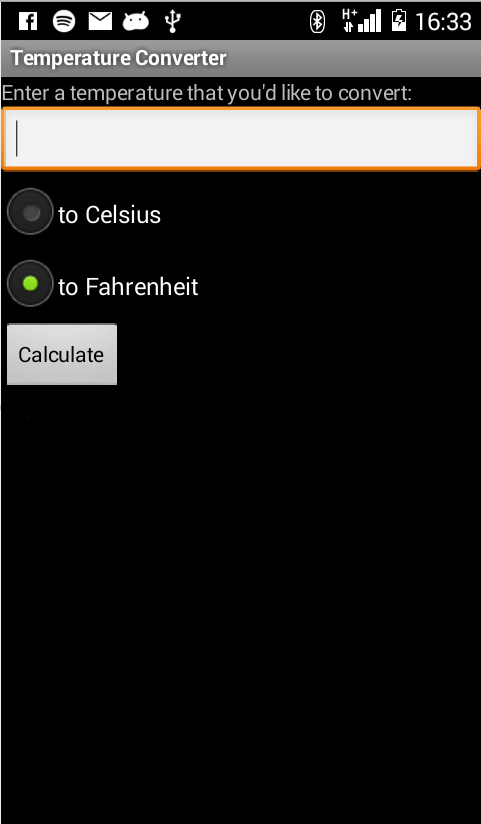 H+ 16:33
Temperature Converter
Enter a temperature that you'd like to convert:
to Celsius
to Fahrenheit
Calculate